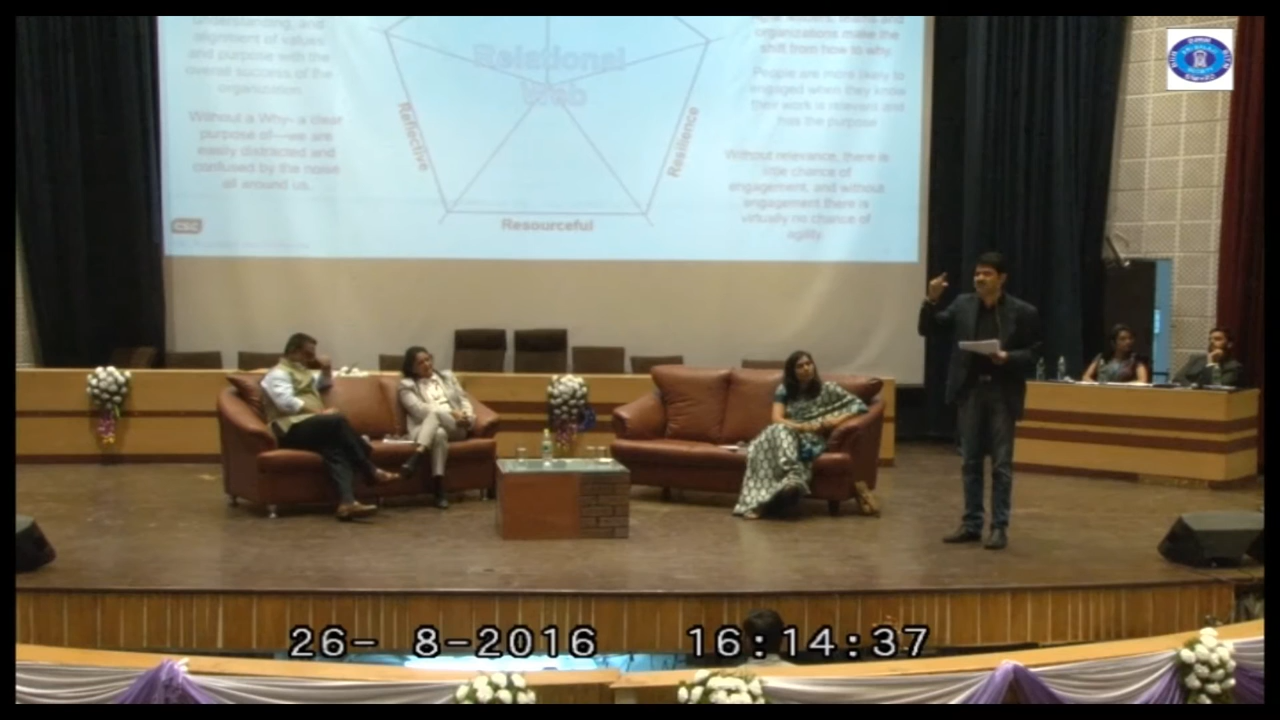 understanding, and
alignment of values
and purpose with the
overall success of the
organization.
Without a Why- a clear
purpose of—we are
easily distracted and
confused by the noise
all around us.
CSC
Relational
Web
Reflective
Resilience
Resourceful
organizations make the
shift from how to why.
People are more likely to
engaged when they know
their work is relevant and
has the purpose
Without relevance, there is
little chance of
engagement, and without
engagement there is
virtually no chance of
agility.
26- 8-2016 16:14:37